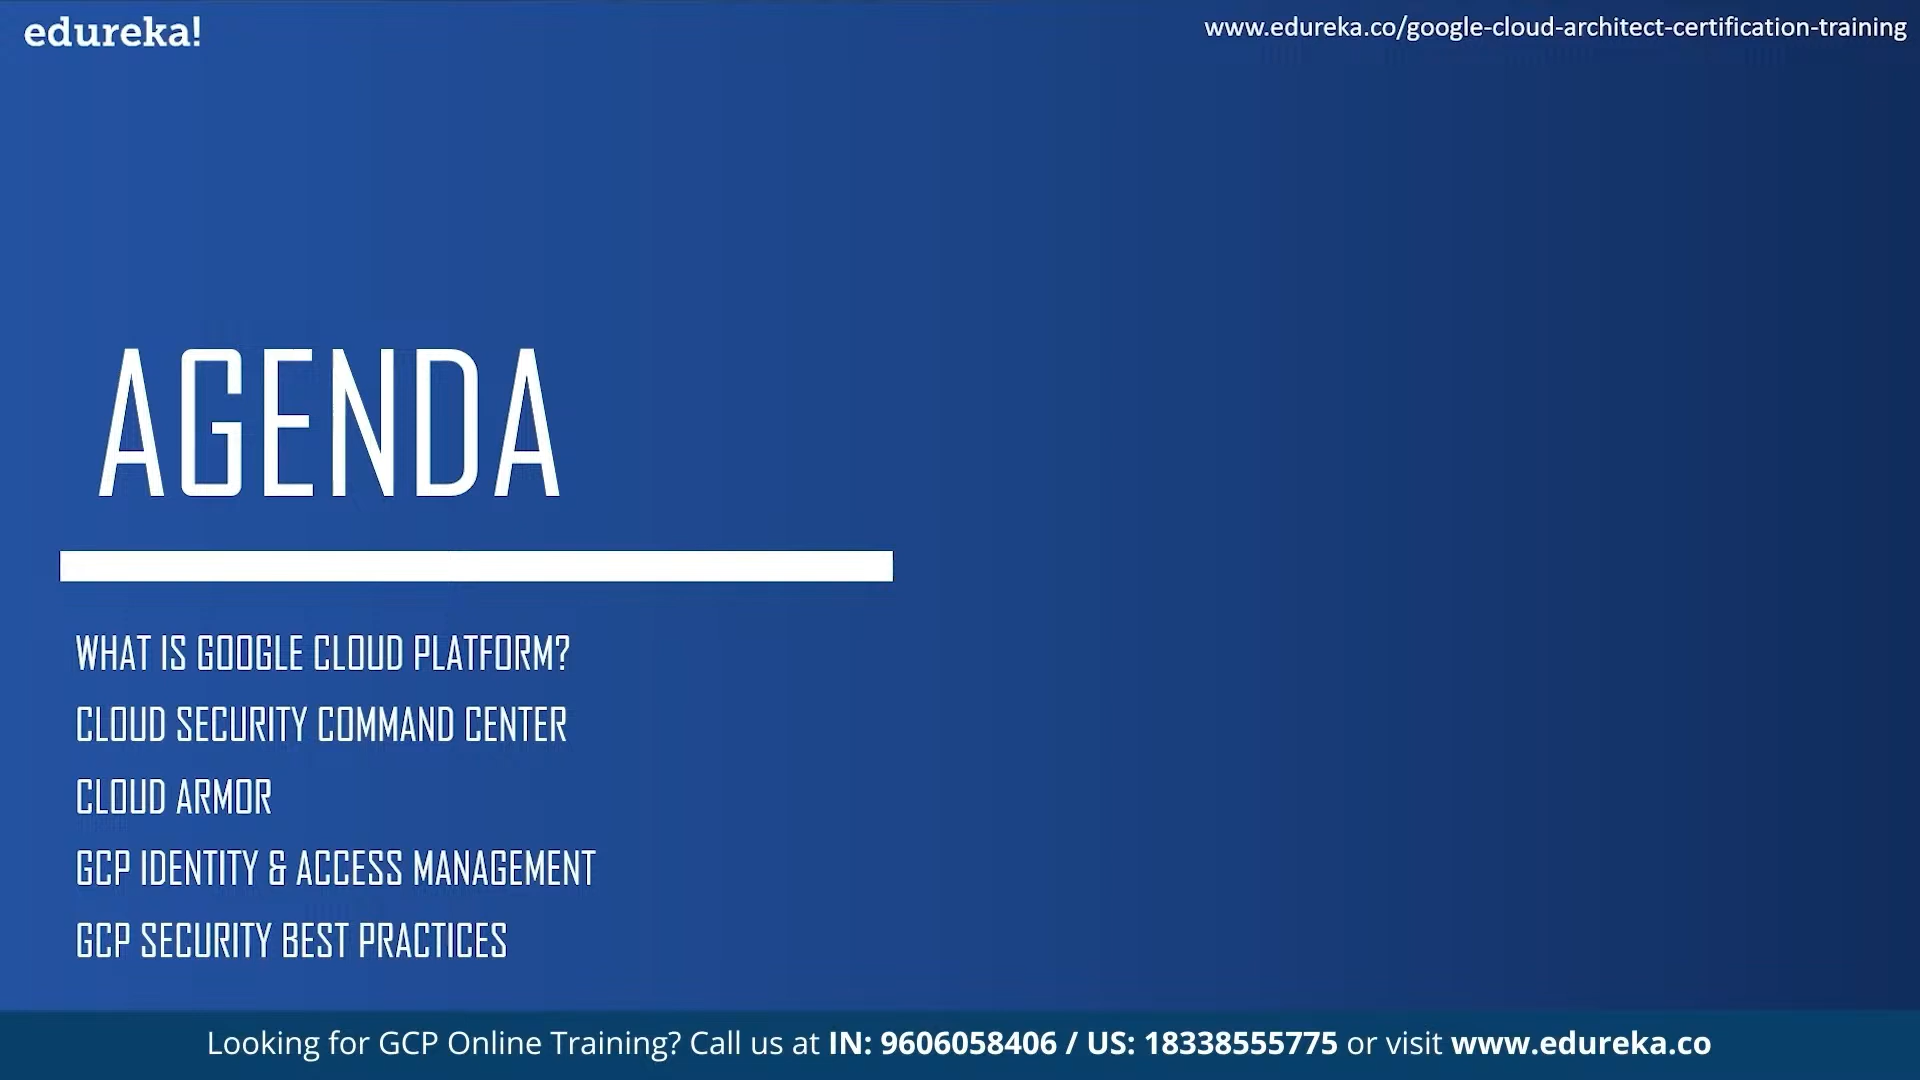 edureka!
www.edureka.co/google-cloud-architect-certification-training
AGENDA
WHAT IS GOOGLE CLOUD PLATFORM?
CLOUD SECURITY COMMAND CENTER
CLOUD ARMOR
GCP IDENTITY & ACCESS MANAGEMENT
GCP SECURITY BEST PRACTICES
Looking for GCP Online Training? Call us at IN: 9606058406 / US: 18338555775 or visit www.edureka.co